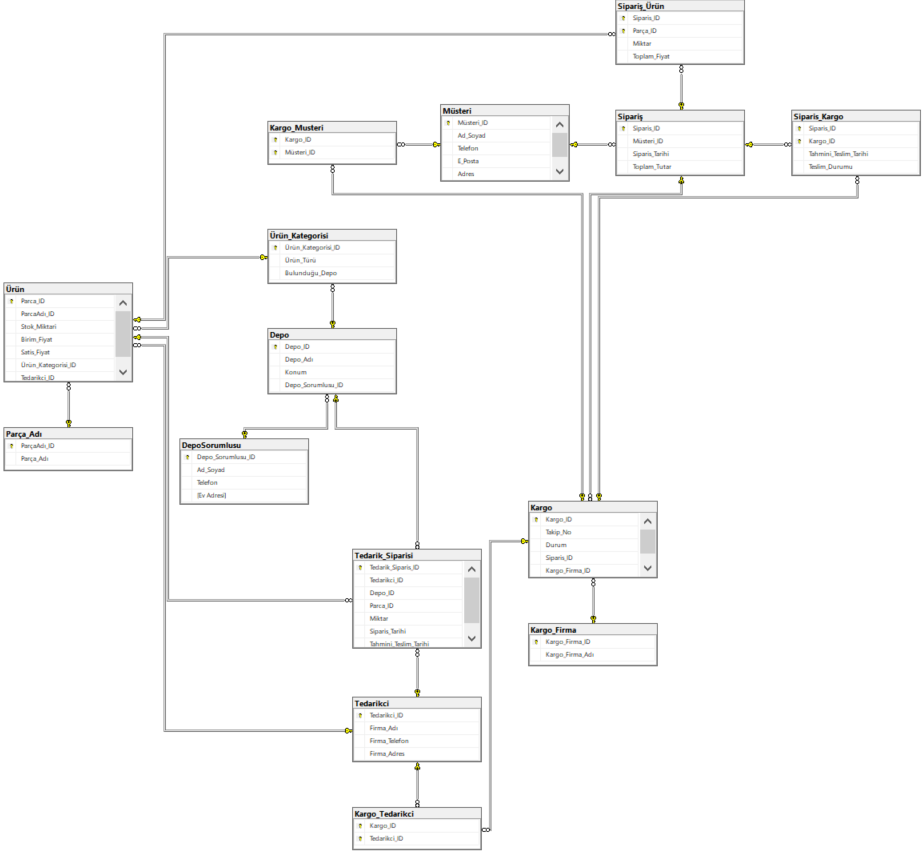 Sipariş_Ürün
Siparis_ID
Parça_ID
Miktar
Toplam_Fiyat
Kargo_Musteri
Kargo_ID
Müsteri_ID
Müsteri
Müsteri_ID
Ad_Soyad
Telefon
E_Posta
Adres
Sipariş
Siparis_ID
Müsteri_ID
Siparis_Tarihi
Toplam_Tutar
Siparis_Kargo
Siparis_ID
Kargo_ID
Tahmini_Teslim_Tarihi
Teslim_Durumu
Ürün_Kategorisi
Ürün_Kategorisi_ID
Ürün_Türü
Bulunduğu_Depo
Ürün
Parca_ID
ParcaAdı_ID
Stok_Miktari
Birim_Fiyat
Satis_Fiyat
Ürün_Kategorisi_ID
Tedarikci_ID
Depo
Depo_ID
Depo_Adı
Konum
Depo_Sorumlusu_ID
Parça_Adı
ParçaAdı_ID
Parça_Adı
DepoSorumlusu
Depo_Sorumlusu_ID
Ad_Soyad
Telefon
[Ev Adresi]
Kargo
Kargo_ID
Takip_No
Durum
Siparis_ID
Kargo_Firma_ID
Tedarik_Siparisi
Tedarik_Siparis_ID
Tedarikci_ID
Depo_ID
Parca_ID
Miktar
Siparis_Tarihi
Tahmini_Teslim_Tarihi
Kargo_Firma
Kargo_Firma_ID
Kargo_Firma_Adı
Tedarikci
Tedarikci_ID
Firma_Adı
Firma_Telefon
Firma_Adres
Kargo_Tedarikci
Kargo_ID
Tedarikci_ID